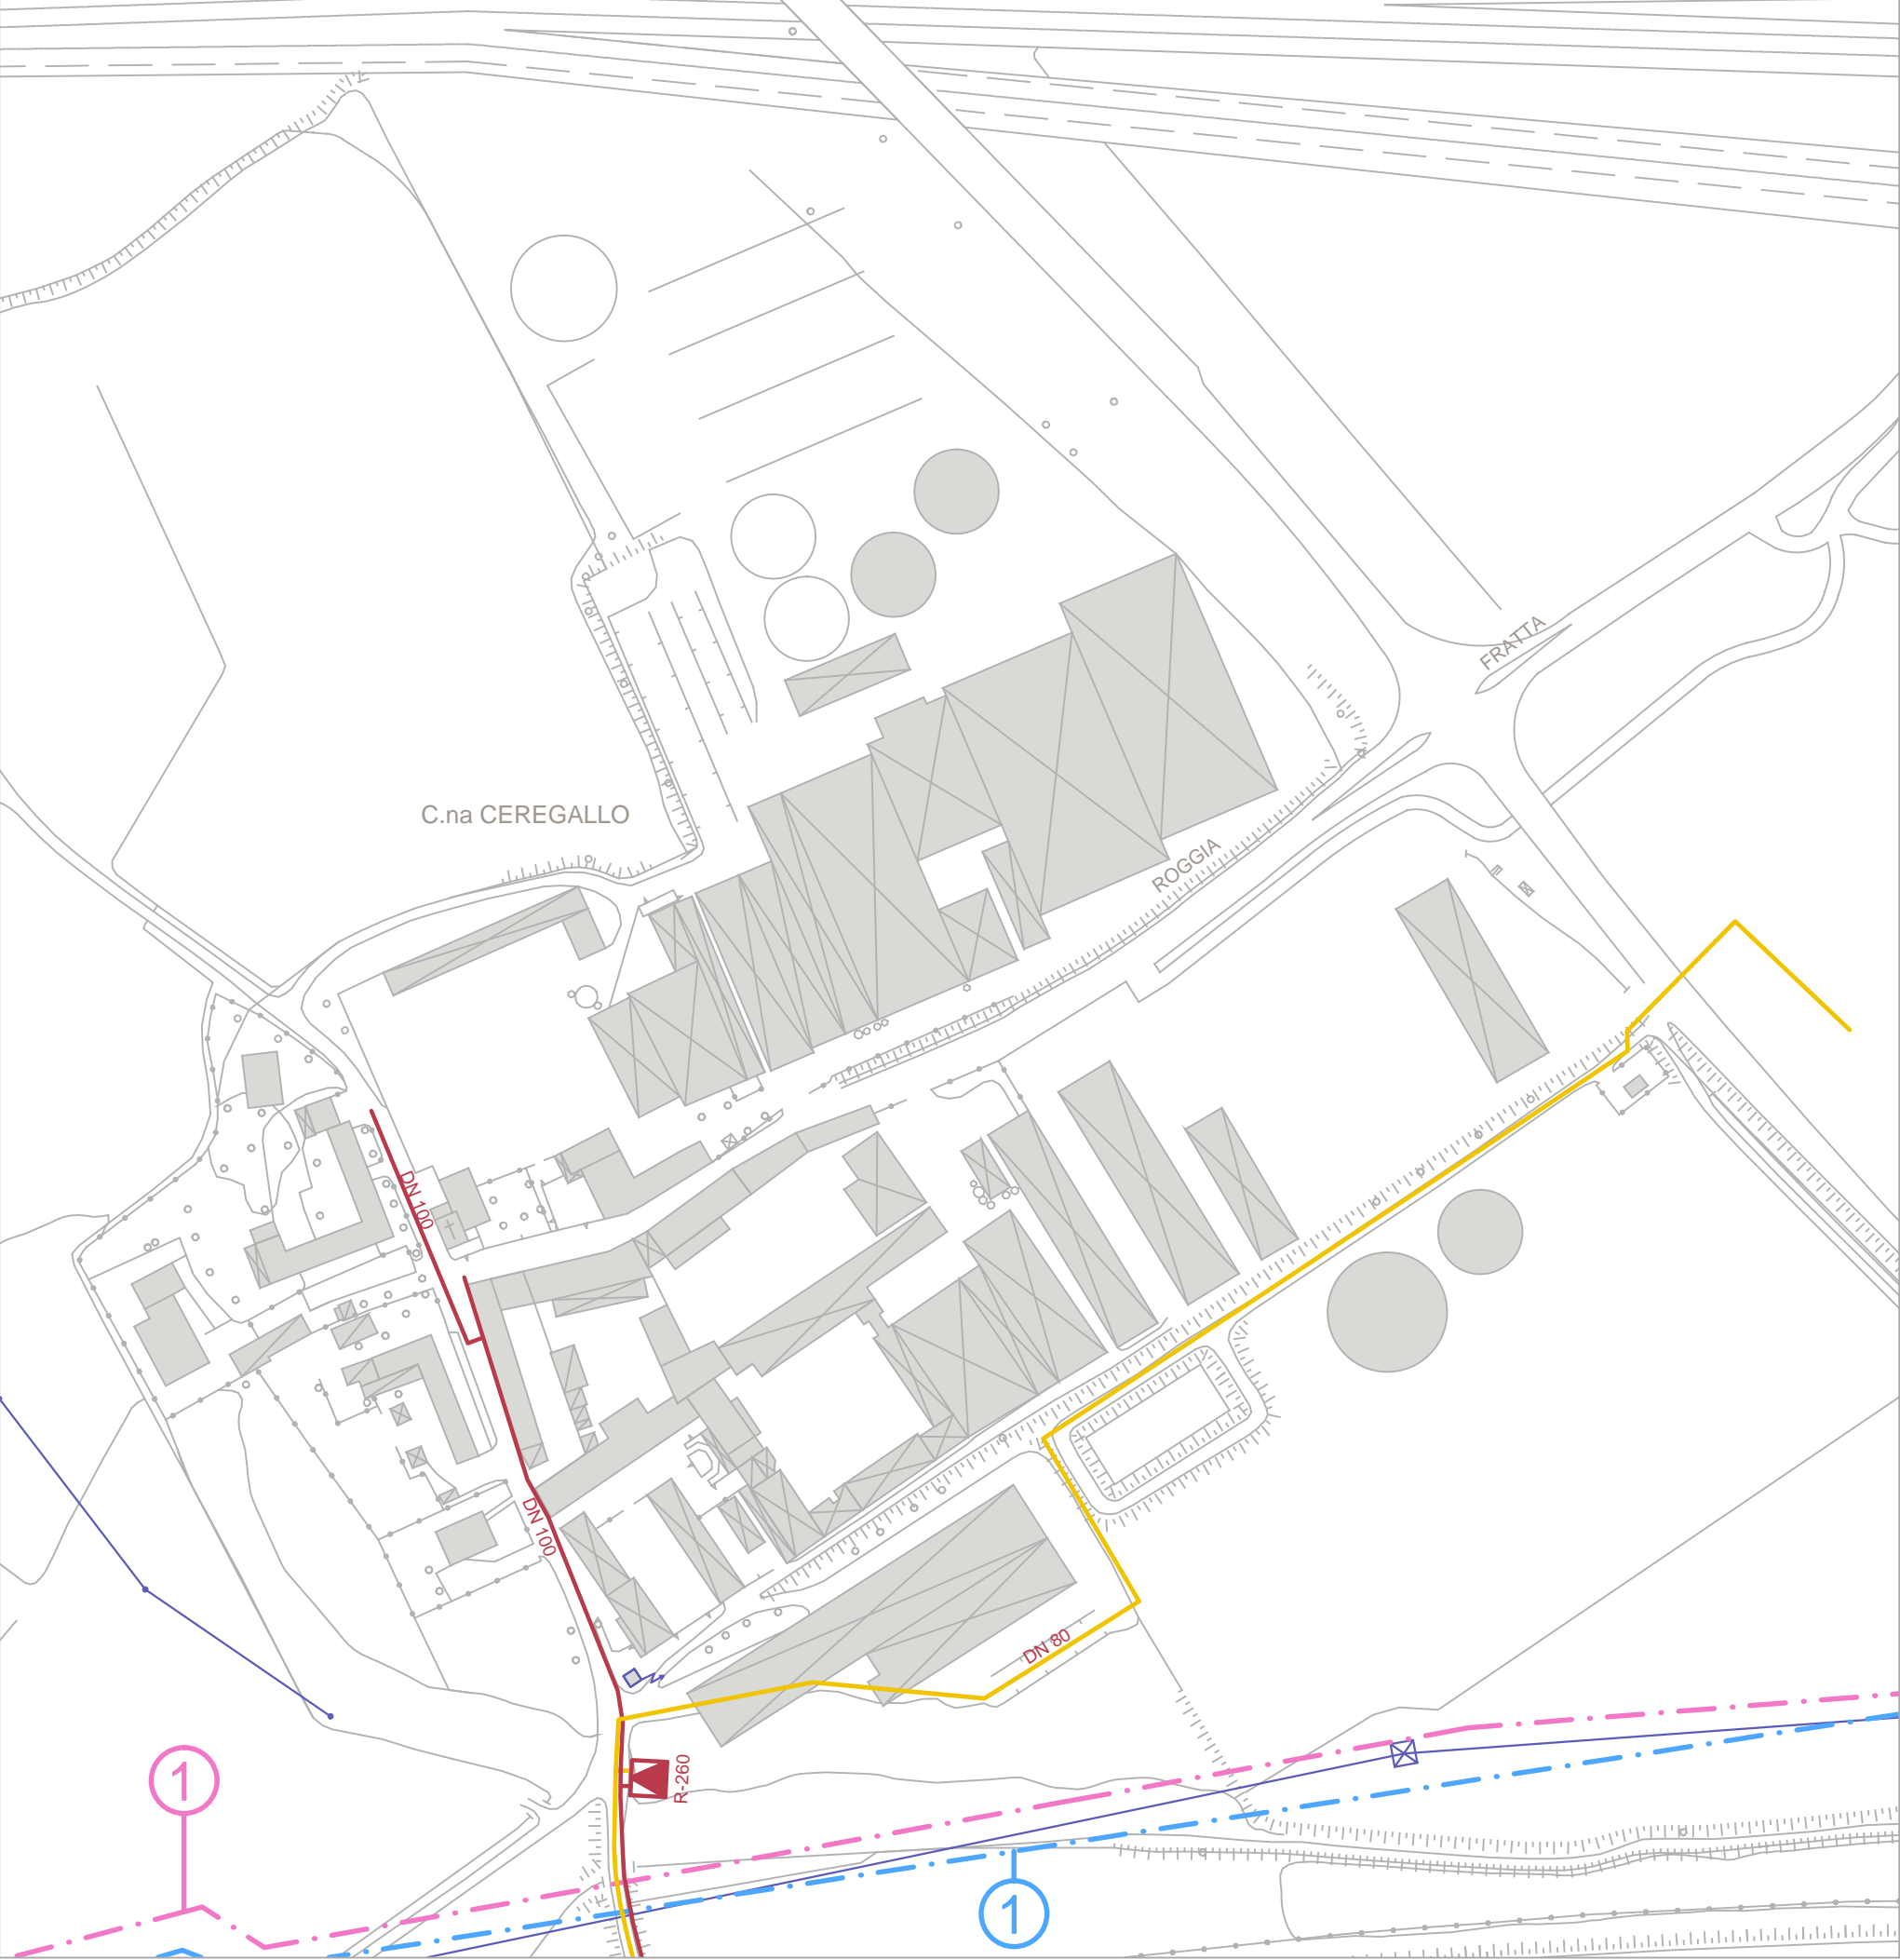 FRATTA
C.na CEREGALLO
ROGGIA
DN 100
DN 100
DN 80
R-260
1
1